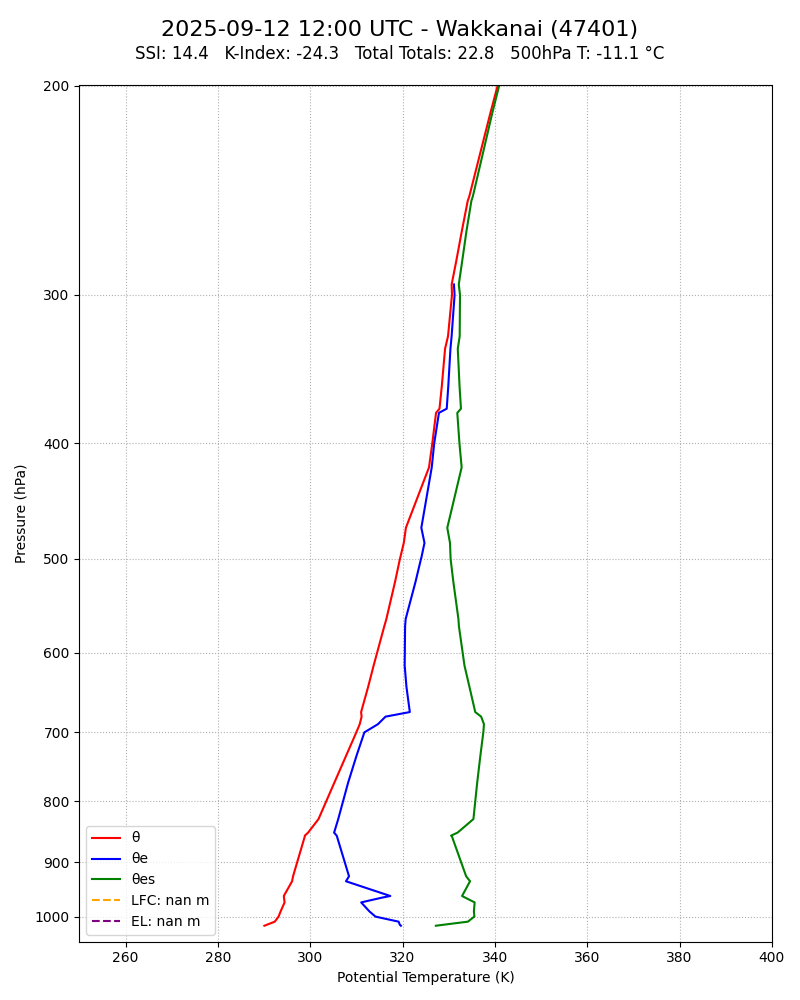 2025-09-12 12:00 UTC - Wakkanai (47401)
SSI: 14.4 K-Index: -24.3 Total Totals: 22.8 500hPa T: -11.1 °C
200
300
400
500
600
700
800
900
1000
Pressure (hPa)
θ
θe
θes
LFC: nan m
EL: nan m
260 280 300 320 340 360 380 400
Potential Temperature (K)